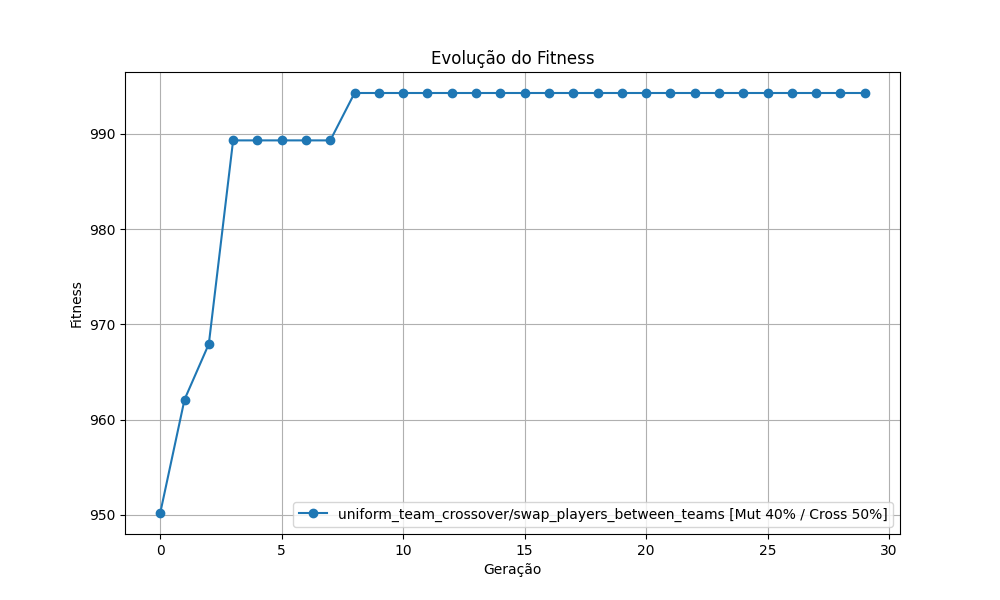 Evolução do Fitness
Fitness
990
980
970
960
950
uniform_team_crossover/swap_players_between_teams [Mut 40% / Cross 50%]
0 5 10 15 20 25 30
Geração